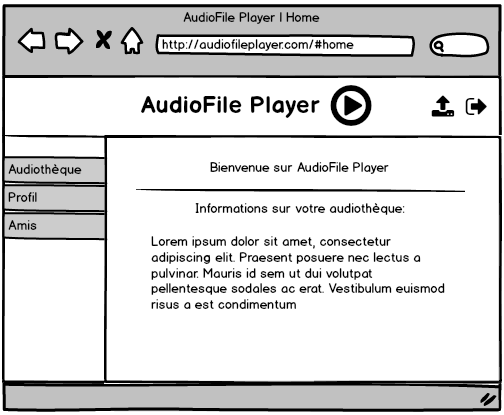 AudioFile Player | Home
http://audiofileplayer.com/#home
AudioFile Player
Audiothèque
Profil
Amis
Bienvenue sur AudioFile Player
Informations sur votre audiothèque:
Lorem ipsum dolor sit amet, consectetur
adipiscing elit. Praesent posuere nec lectus a
pulvinar. Mauris id sem ut dui volutpat
pellentesque sodales ac erat. Vestibulum euismod
risus a est condimentum